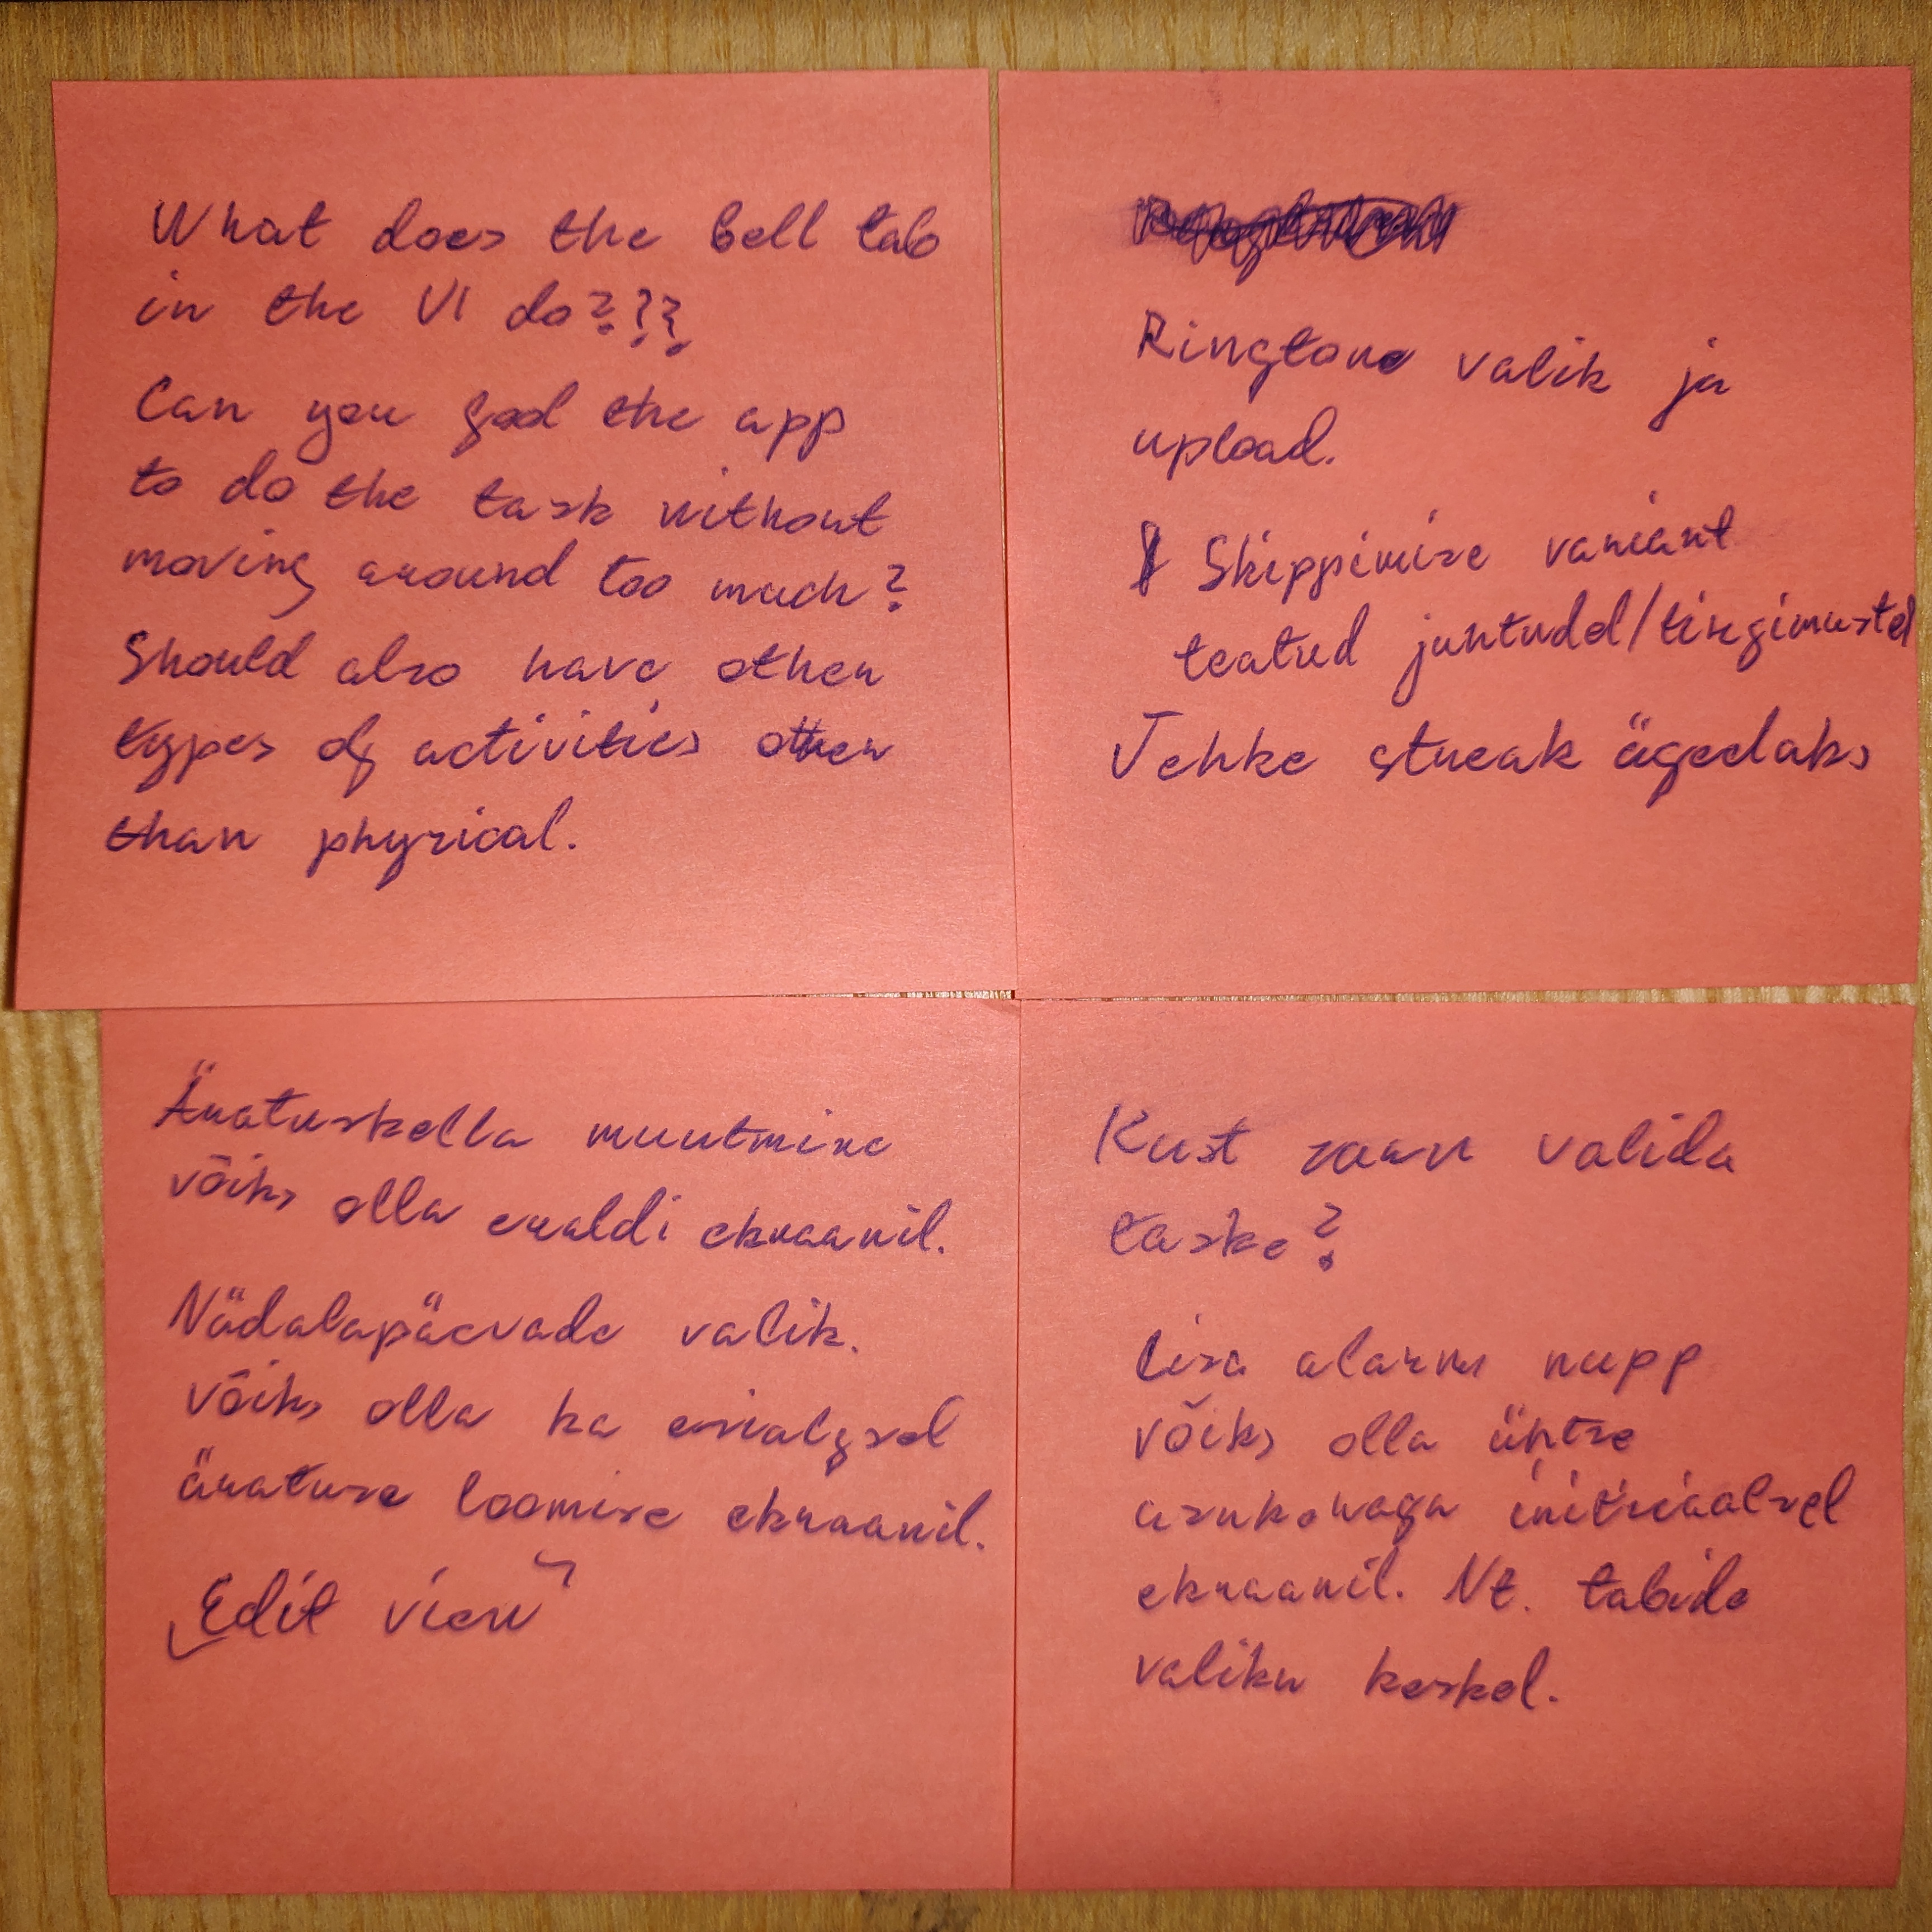 What does the bell tab
in the UI do???
Can you fool the app
to do the task without
moving around too much?
Should also have other
types of activities other
than physical.
Ringtone valik ja
upload.
Skippimise variant
teatud juhtudel/tingimustel
Tehke streak ägedaks
Äratuskella muutmine
võiks olla eraldi ekraanil.
Nädalapäevade valik.
võiks olla ka esialgsel
äratuse loomise ekraanil.
„Edit view"
Kust saan valida
taske?
Lisa alarm nupp
võiks olla ühtse
asukohaga initsiaalsel
ekraanil. Nt. tabide
valiku keskel.